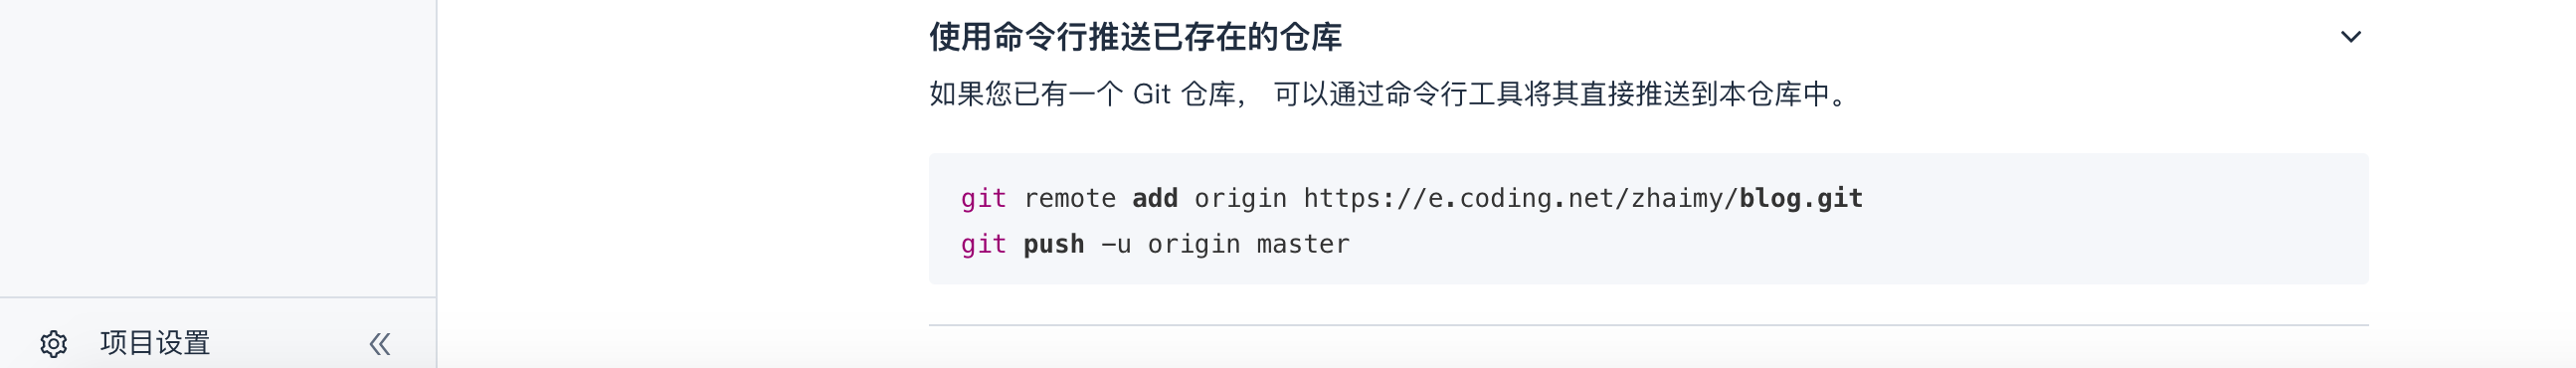 使用命令行推送已存在的仓库
如果您已有一个 Git 仓库， 可以通过命令行工具将其直接推送到本仓库中。
git remote add origin https://e.coding.net/zhaimy/blog.git
git push -u origin master
项目设置